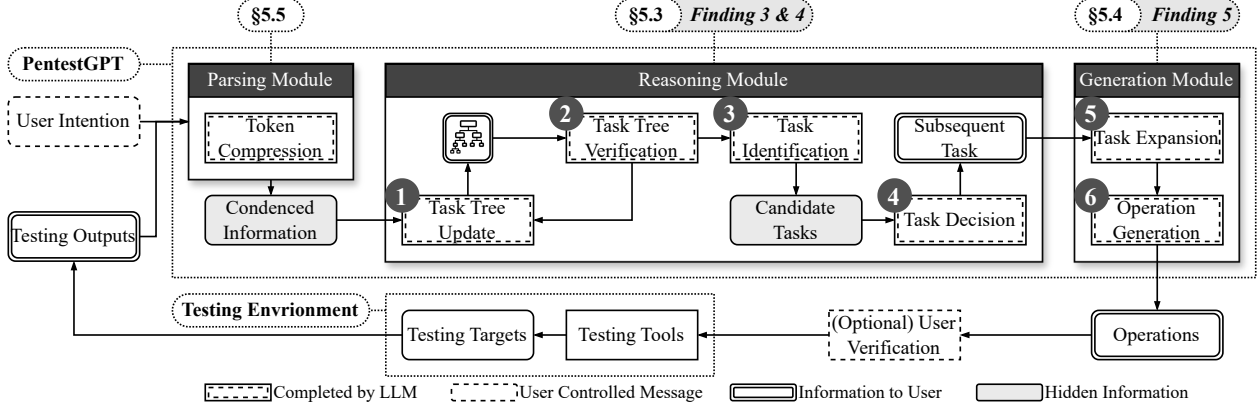 §5.5
§5.3 Finding 3 & 4
§5.4 Finding 5
PentestGPT
Parsing Module
Reasoning Module
Generation Module
User Intention
Token
Compression
2
Task Tree
Verification
3
Task
Identification
Subsequent
Task
5
Task Expansion
Testing Outputs
Condenced
Information
1
Task Tree
Update
Candidate
Tasks
4
Task Decision
6
Operation
Generation
Testing Envrionment
Testing Targets
Testing Tools
(Optional) User
Verification
Operations
Completed by LLM
User Controlled Message
Information to User
Hidden Information